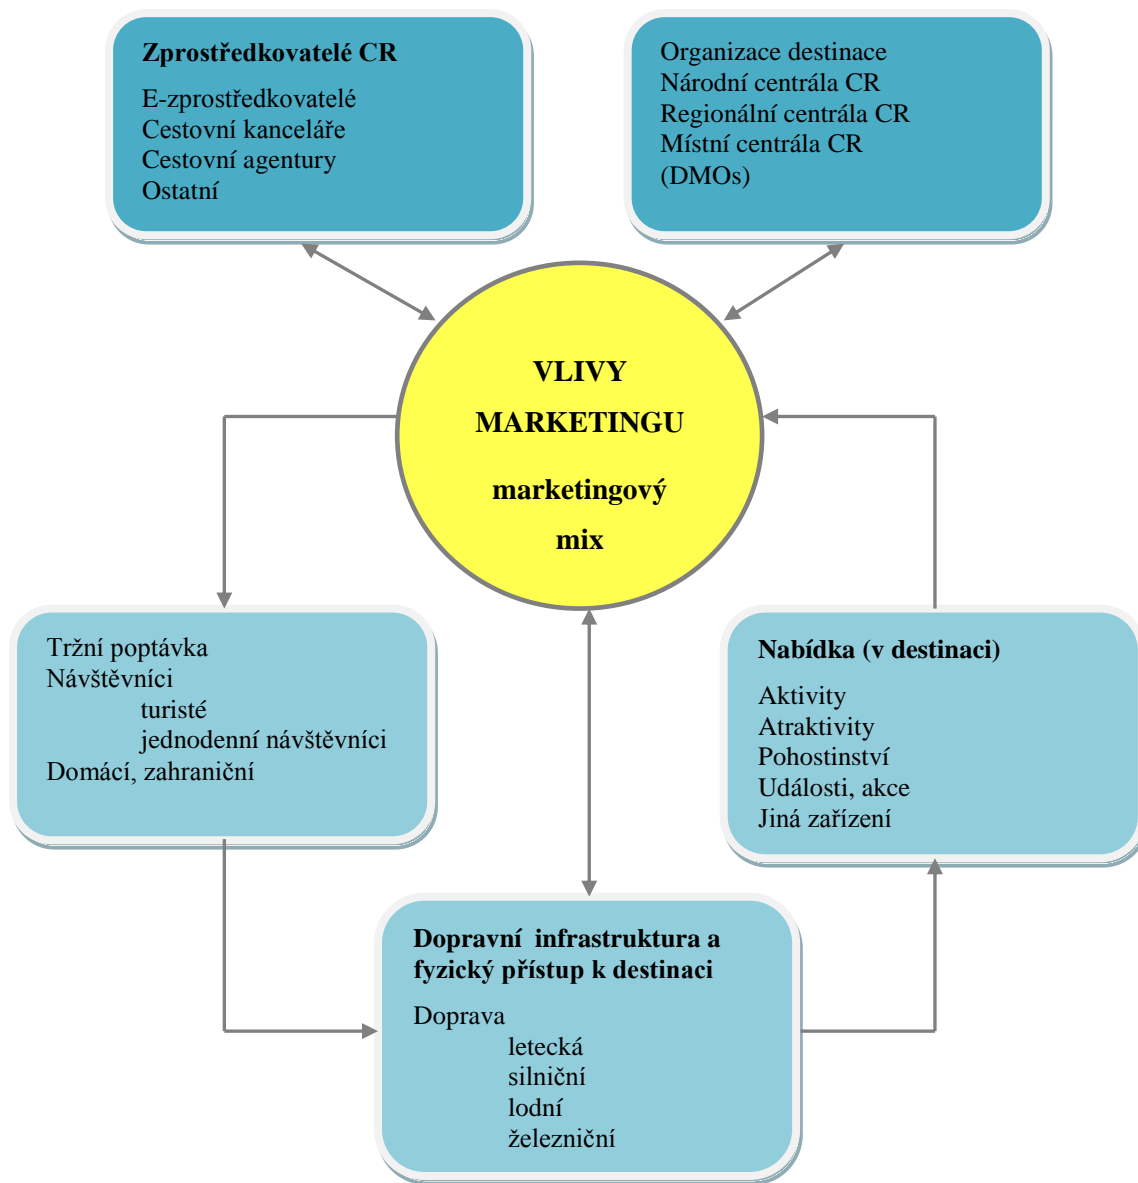 Zprostředkovatelé CR
E-zprostředkovatelé
Cestovní kanceláře
Cestovní agentury
Ostatní
Organizace destinace
Národní centrála CR
Regionální centrála CR
Místní centrála CR
(DMOs)
VLIVY
MARKETINGU
marketingový
mix
Tržní poptávka
Návštěvníci
turisté
jednodenní návštěvníci
Domácí, zahraniční
Nabídka (v destinaci)
Aktivity
Atraktivity
Pohostinství
Události, akce
Jiná zařízení
Dopravní infrastruktura a
fyzický přístup k destinaci
Doprava
letecká
silniční
lodní
železniční